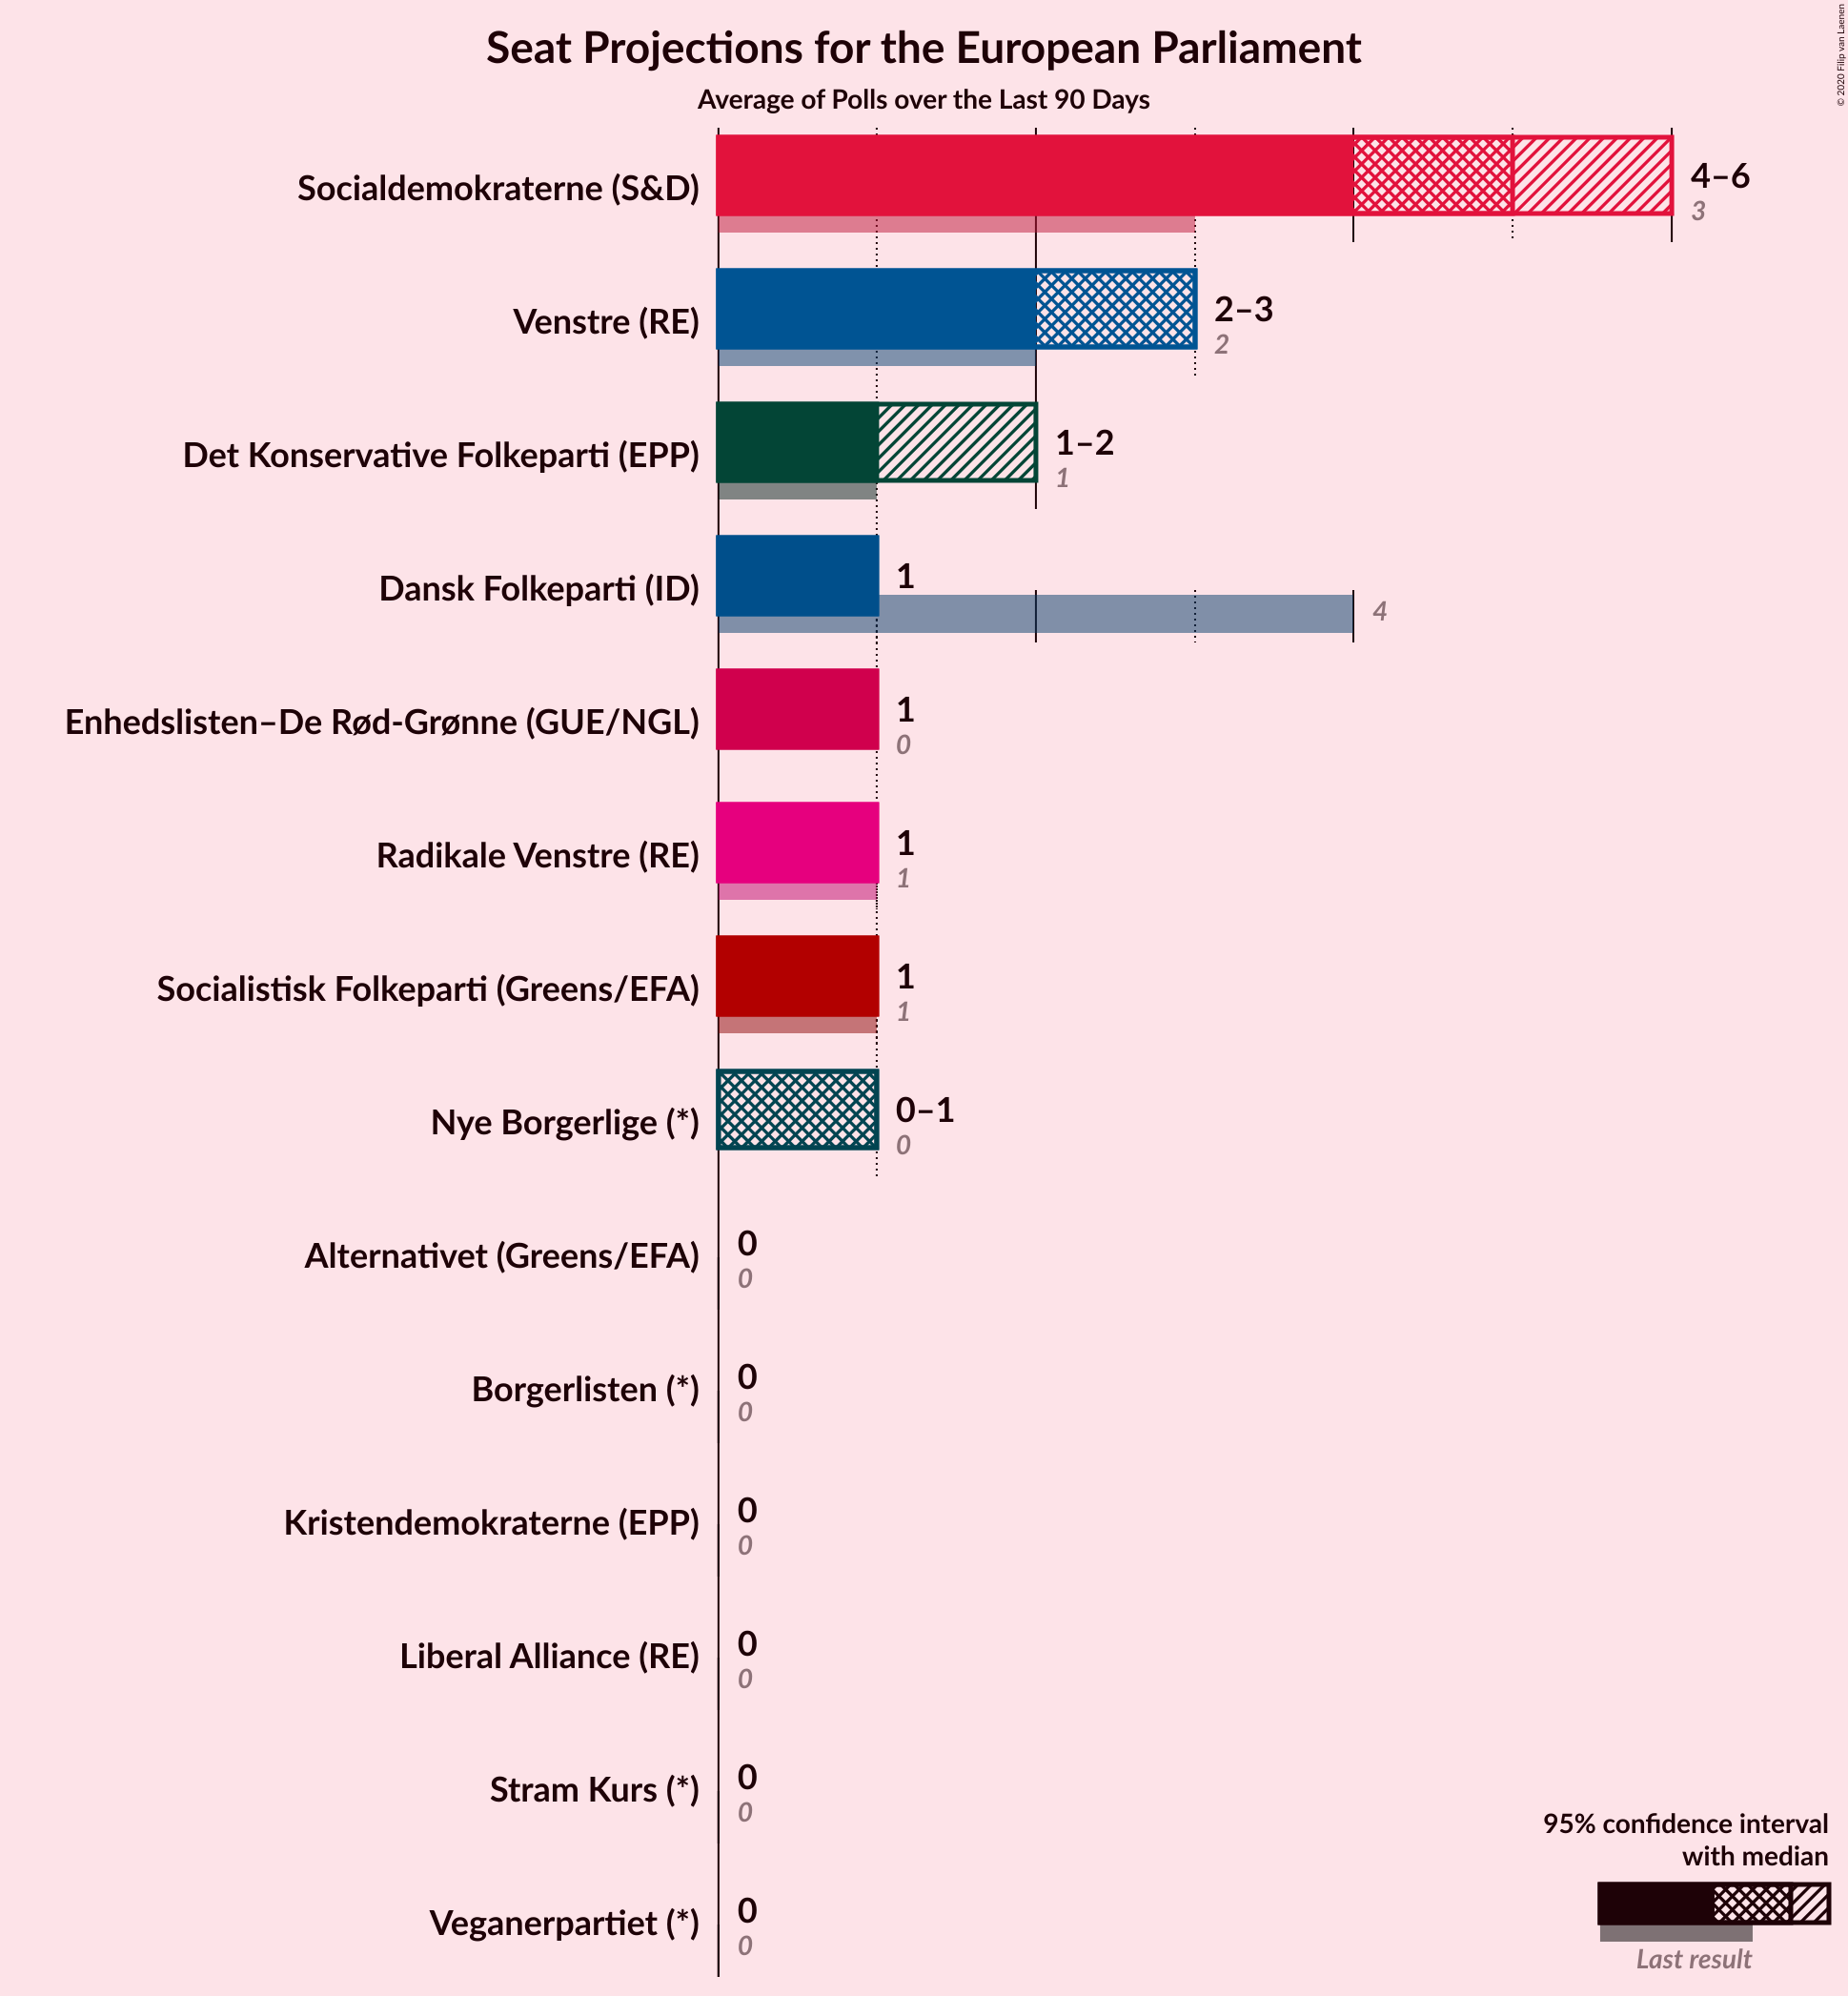 Seat Projections for the European Parliament
Average of Polls over the Last 90 Days
© 2020 Filip van Laenen
Socialdemokraterne (S&D)
4–6
3
Venstre (RE)
2–3
2
Det Konservative Folkeparti (EPP)
1–2
1
Dansk Folkeparti (ID)
1
4
Enhedslisten–De Rød-Grønne (GUE/NGL)
1
0
Radikale Venstre (RE)
1
1
Socialistisk Folkeparti (Greens/EFA)
1
1
Nye Borgerlige (*)
0–1
0
Alternativet (Greens/EFA)
0
0
Borgerlisten (*)
0
0
Kristendemokraterne (EPP)
0
0
Liberal Alliance (RE)
0
0
Stram Kurs (*)
0
0
Veganerpartiet (*)
0
0
95% confidence interval
with median
Last result